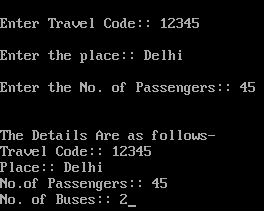 Enter Travel Code:: 12345
Enter the place:: Delhi
Enter the No. of Passengers:: 45
The Details Are as follows-
Travel Code:: 12345
Place:: Delhi
No.of Passengers:: 45
No. of Buses:: 2_